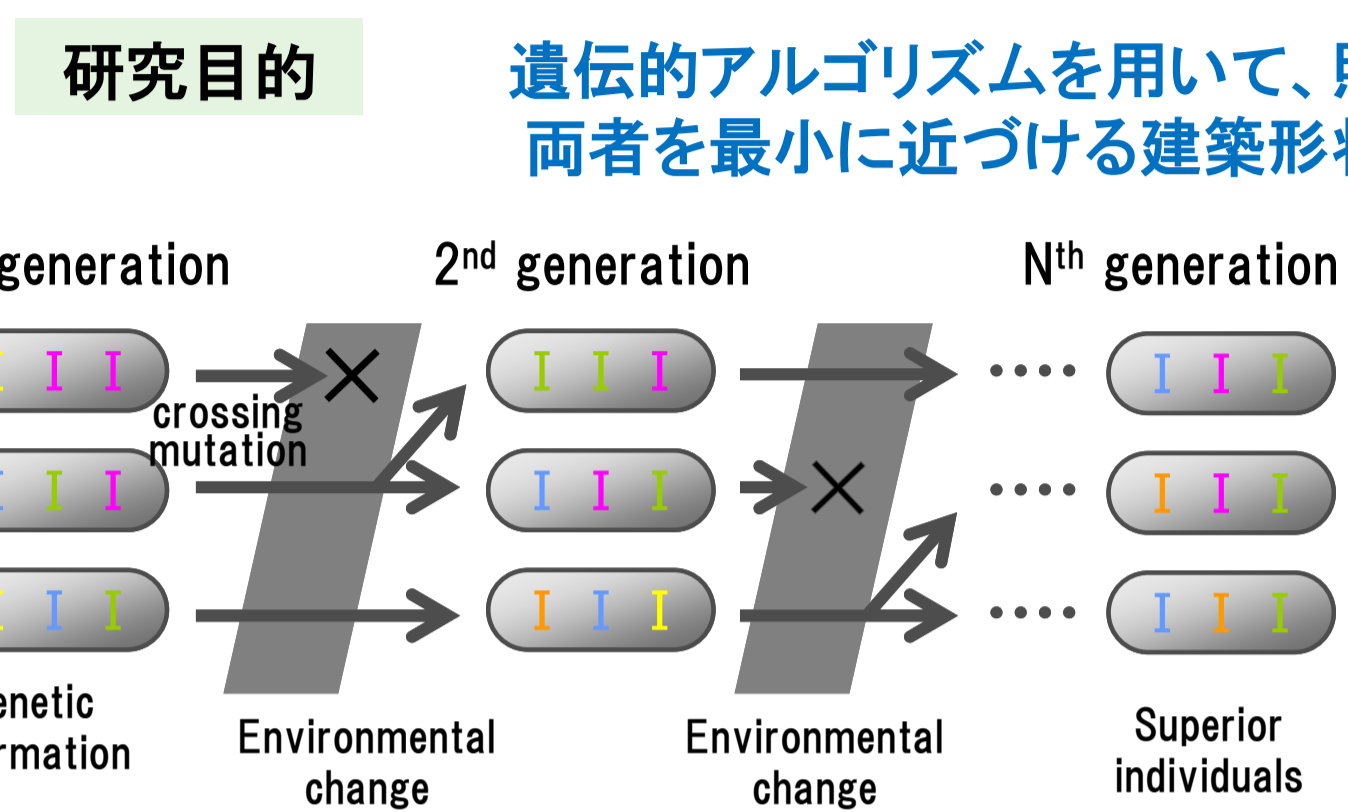 研究目的
遺伝的アルゴリズムを用いて、
両者を最小に近づける建築形
generation
2nd generation
Nth generation
I I
I I I
I I I
crossing
mutation
I I
I I I
I I I
I I
I I I
I I I
Environmental
change
Environmental
change
Superior
individuals